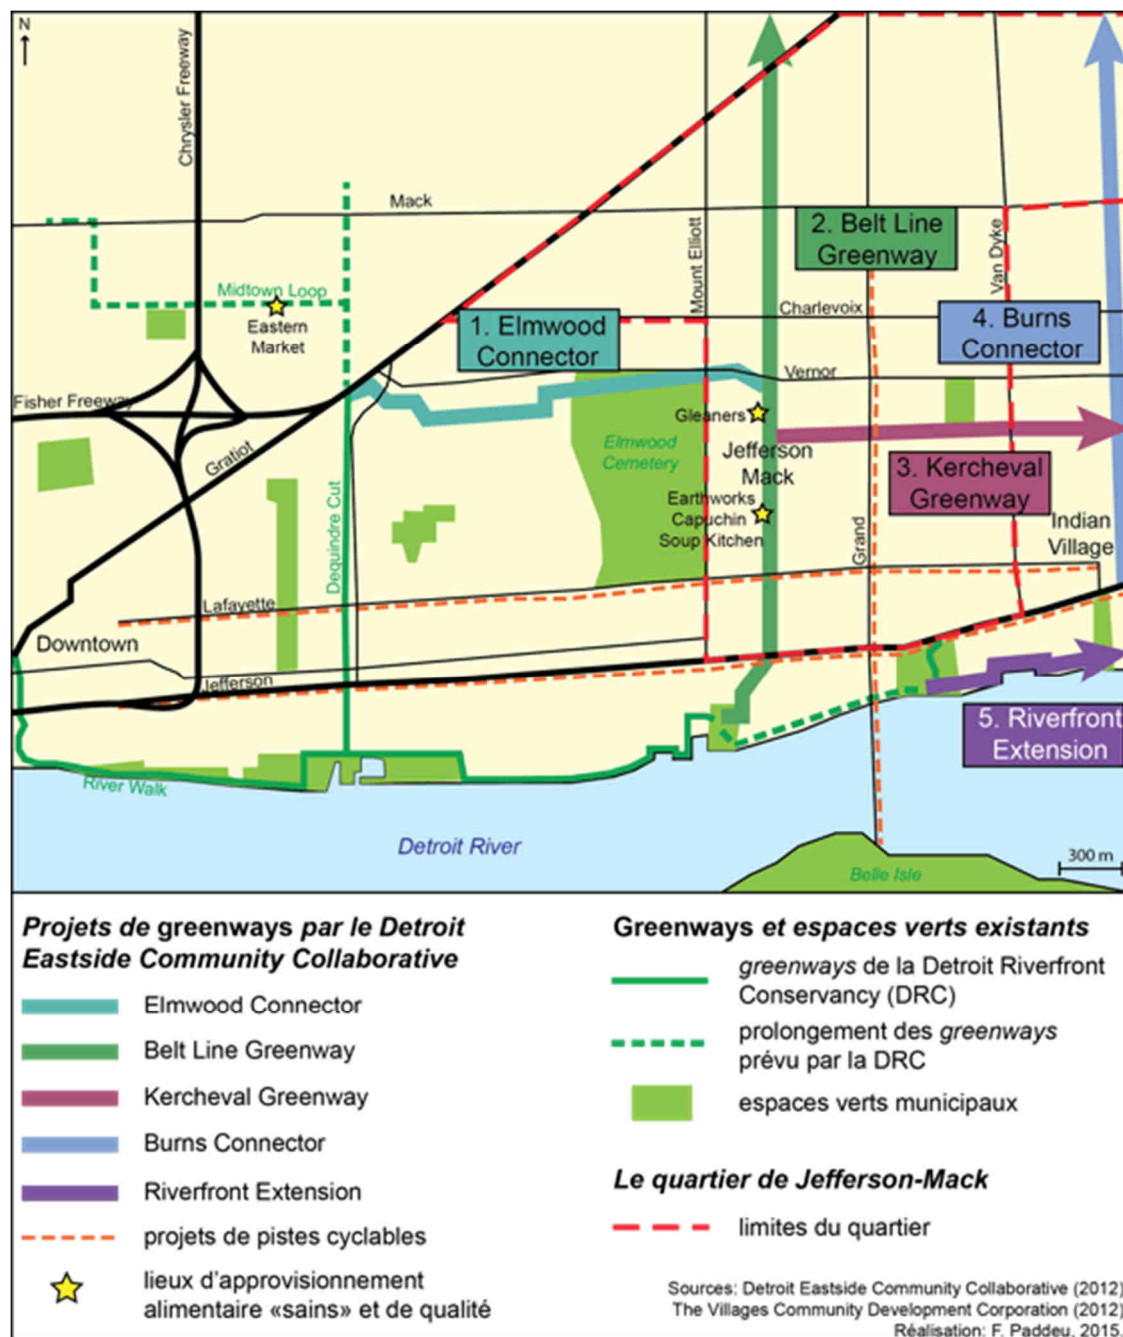 N
Chrysler Freeway
Mack
Mount Elliott
2. Belt Line
Greenway
Van Dyke
Midtown Loop
Eastern
Market
1. Elmwood
Connector
Charlevoix
4. Burns
Connector
Vernor
Fisher Freeway
Gratiot
Gleaners
Elmwood
Cemetery
Jefferson
Mack
3. Kercheval
Greenway
Dequindre Cut
Earthworks
Capuchin
Soup Kitchen
Grand
Indian
Village
Lafayette
Downtown
Jefferson
5. Riverfront
Extension
River Walk
Detroit River
Belle Isle
300 m
Projets de greenways par le Detroit
Eastside Community Collaborative
Elmwood Connector
Belt Line Greenway
Kercheval Greenway
Burns Connector
Riverfront Extension
projets de pistes cyclables
lieux d'approvisionnement
alimentaire «sains» et de qualité
Greenways et espaces verts existants
greenways de la Detroit Riverfront
Conservancy (DRC)
prolongement des greenways
prévu par la DRC
espaces verts municipaux
Le quartier de Jefferson-Mack
limites du quartier
Sources: Detroit Eastside Community Collaborative (2012)
The Villages Community Development Corporation (2012)
Réalisation: F. Paddeu, 2015.